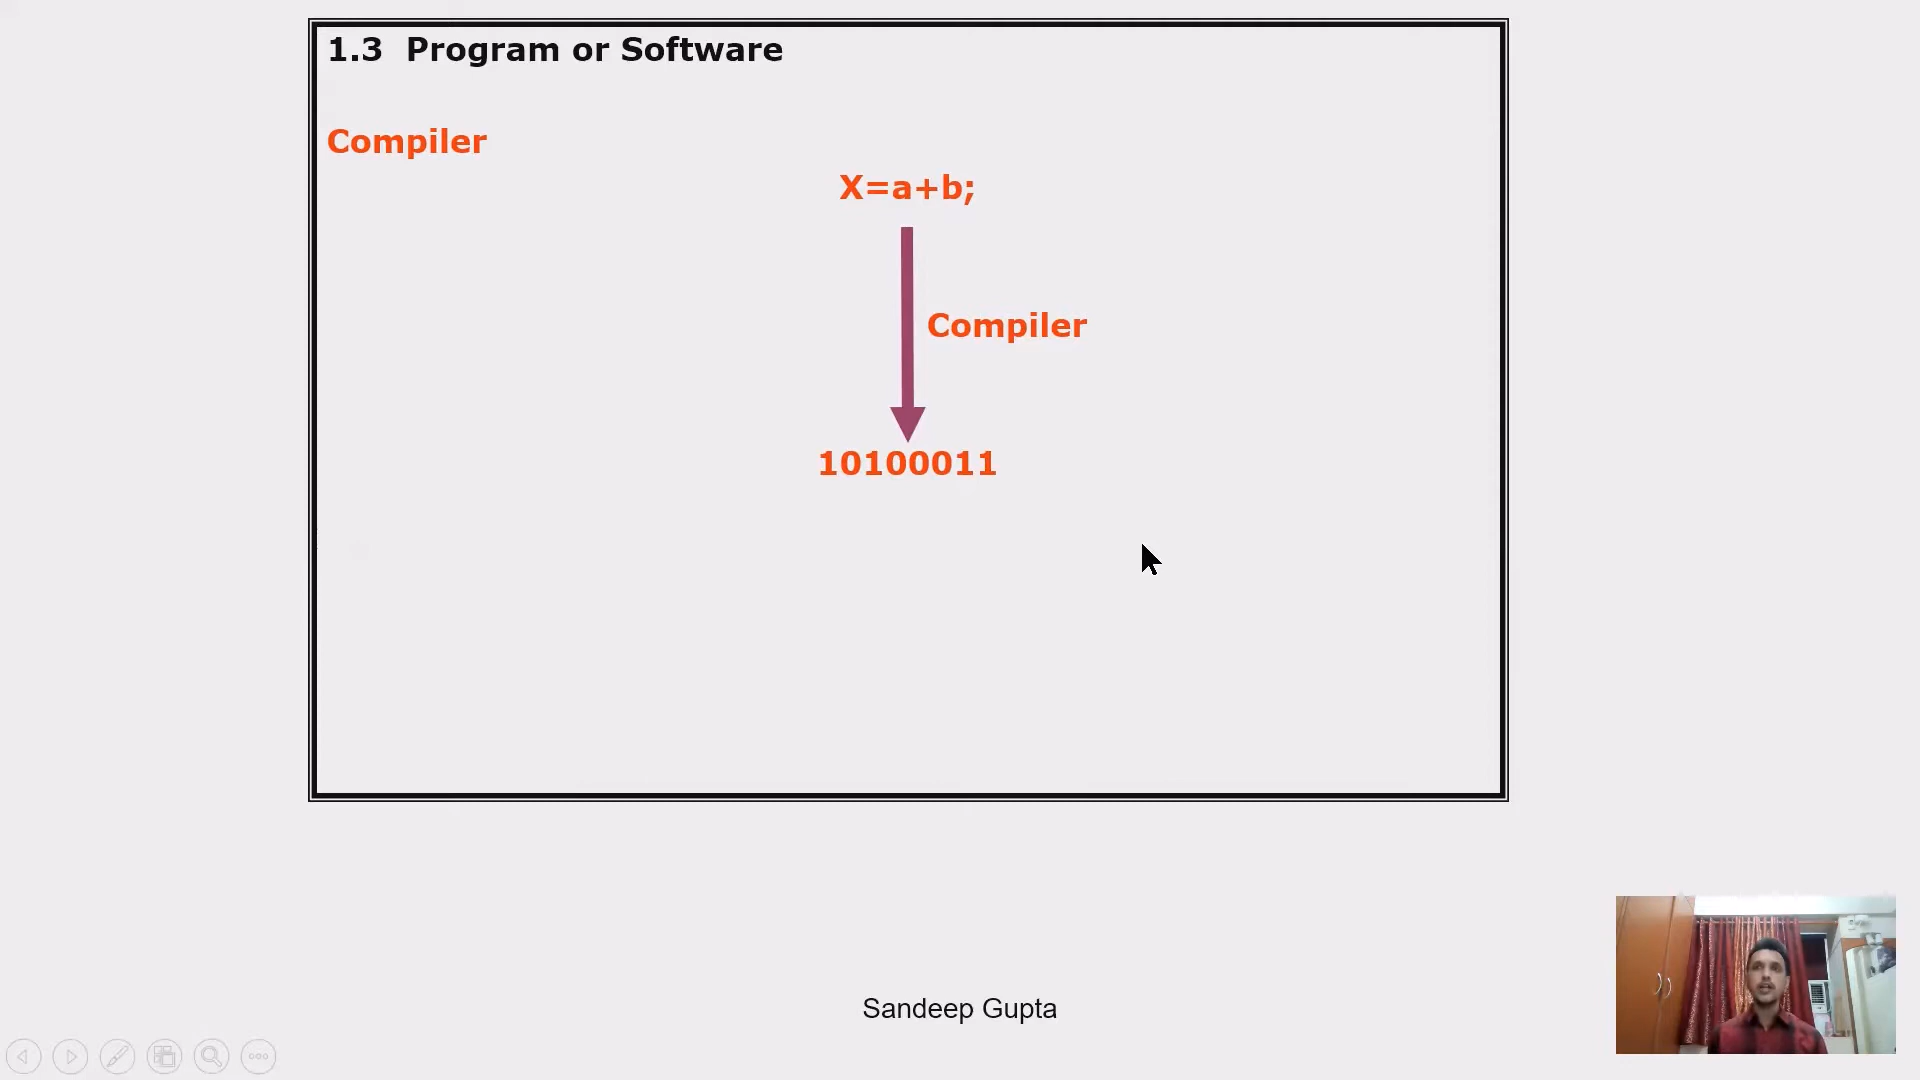 1.3 Program or Software
Compiler
X=a+b;
Compiler
10100011
Sandeep Gupta